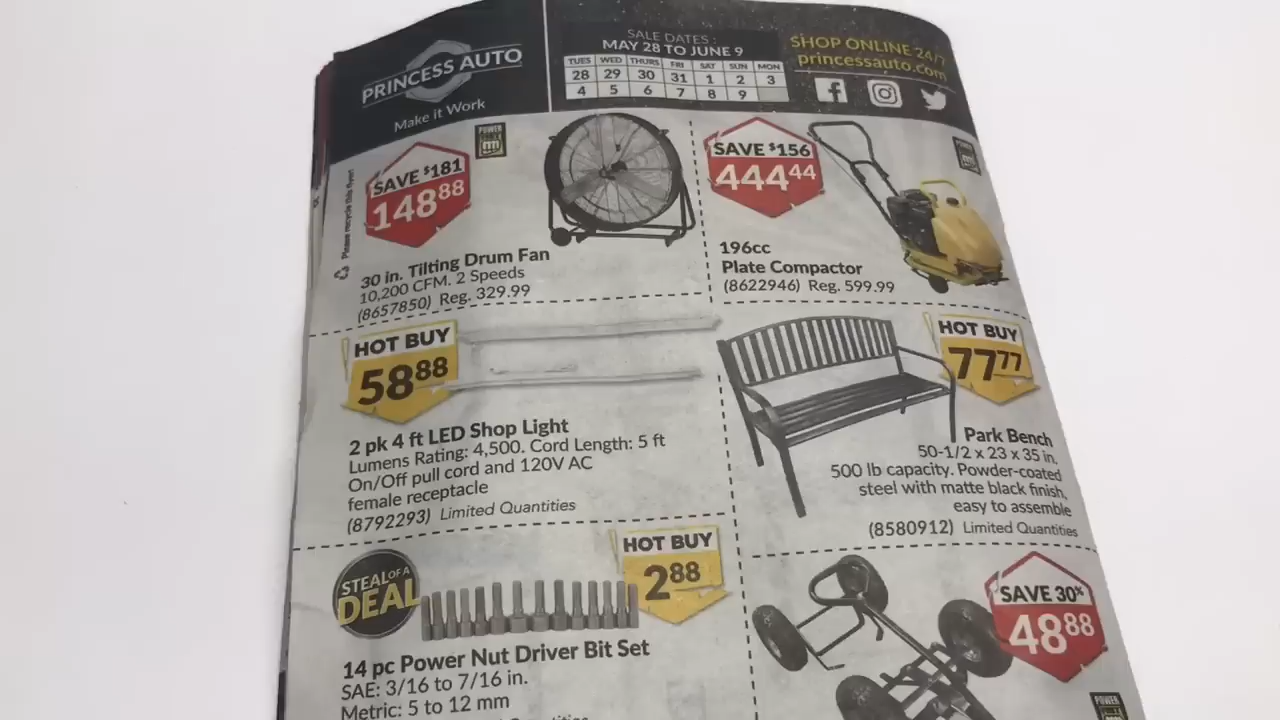 PRINCESS AUTO
Make it Work
SALE DATES:
MAY 28 TO JUNE 9
TUES WED THURS FRI SAT SUN MON
28 29 30 31 1 2 3
4 5 6 7 8 9
SHOP ONLINE 24/7
princessauto.com
Please recycle this flyer!
SAVE $181
148 88
30 in. Tilting Drum Fan
10,200 CFM. 2 Speeds
(8657850) Reg. 329.99
SAVE $156
444 44
196cc
Plate Compactor
(8622946) Reg. 599.99
HOT BUY
58 88
2 pk 4 ft LED Shop Light
Lumens Rating: 4,500. Cord Length: 5 ft
On/Off pull cord and 120V AC
female receptacle
(8792293) Limited Quantities
HOT BUY
77 77
Park Bench
50-1/2 x 23 x 35 in.
500 lb capacity. Powder-coated
steel with matte black finish,
easy to assemble
(8580912) Limited Quantities
STEAL OF A
DEAL
HOT BUY
2 88
14 pc Power Nut Driver Bit Set
SAE: 3/16 to 7/16 in.
Metric: 5 to 12 mm
SAVE 30%
48 88
POWER